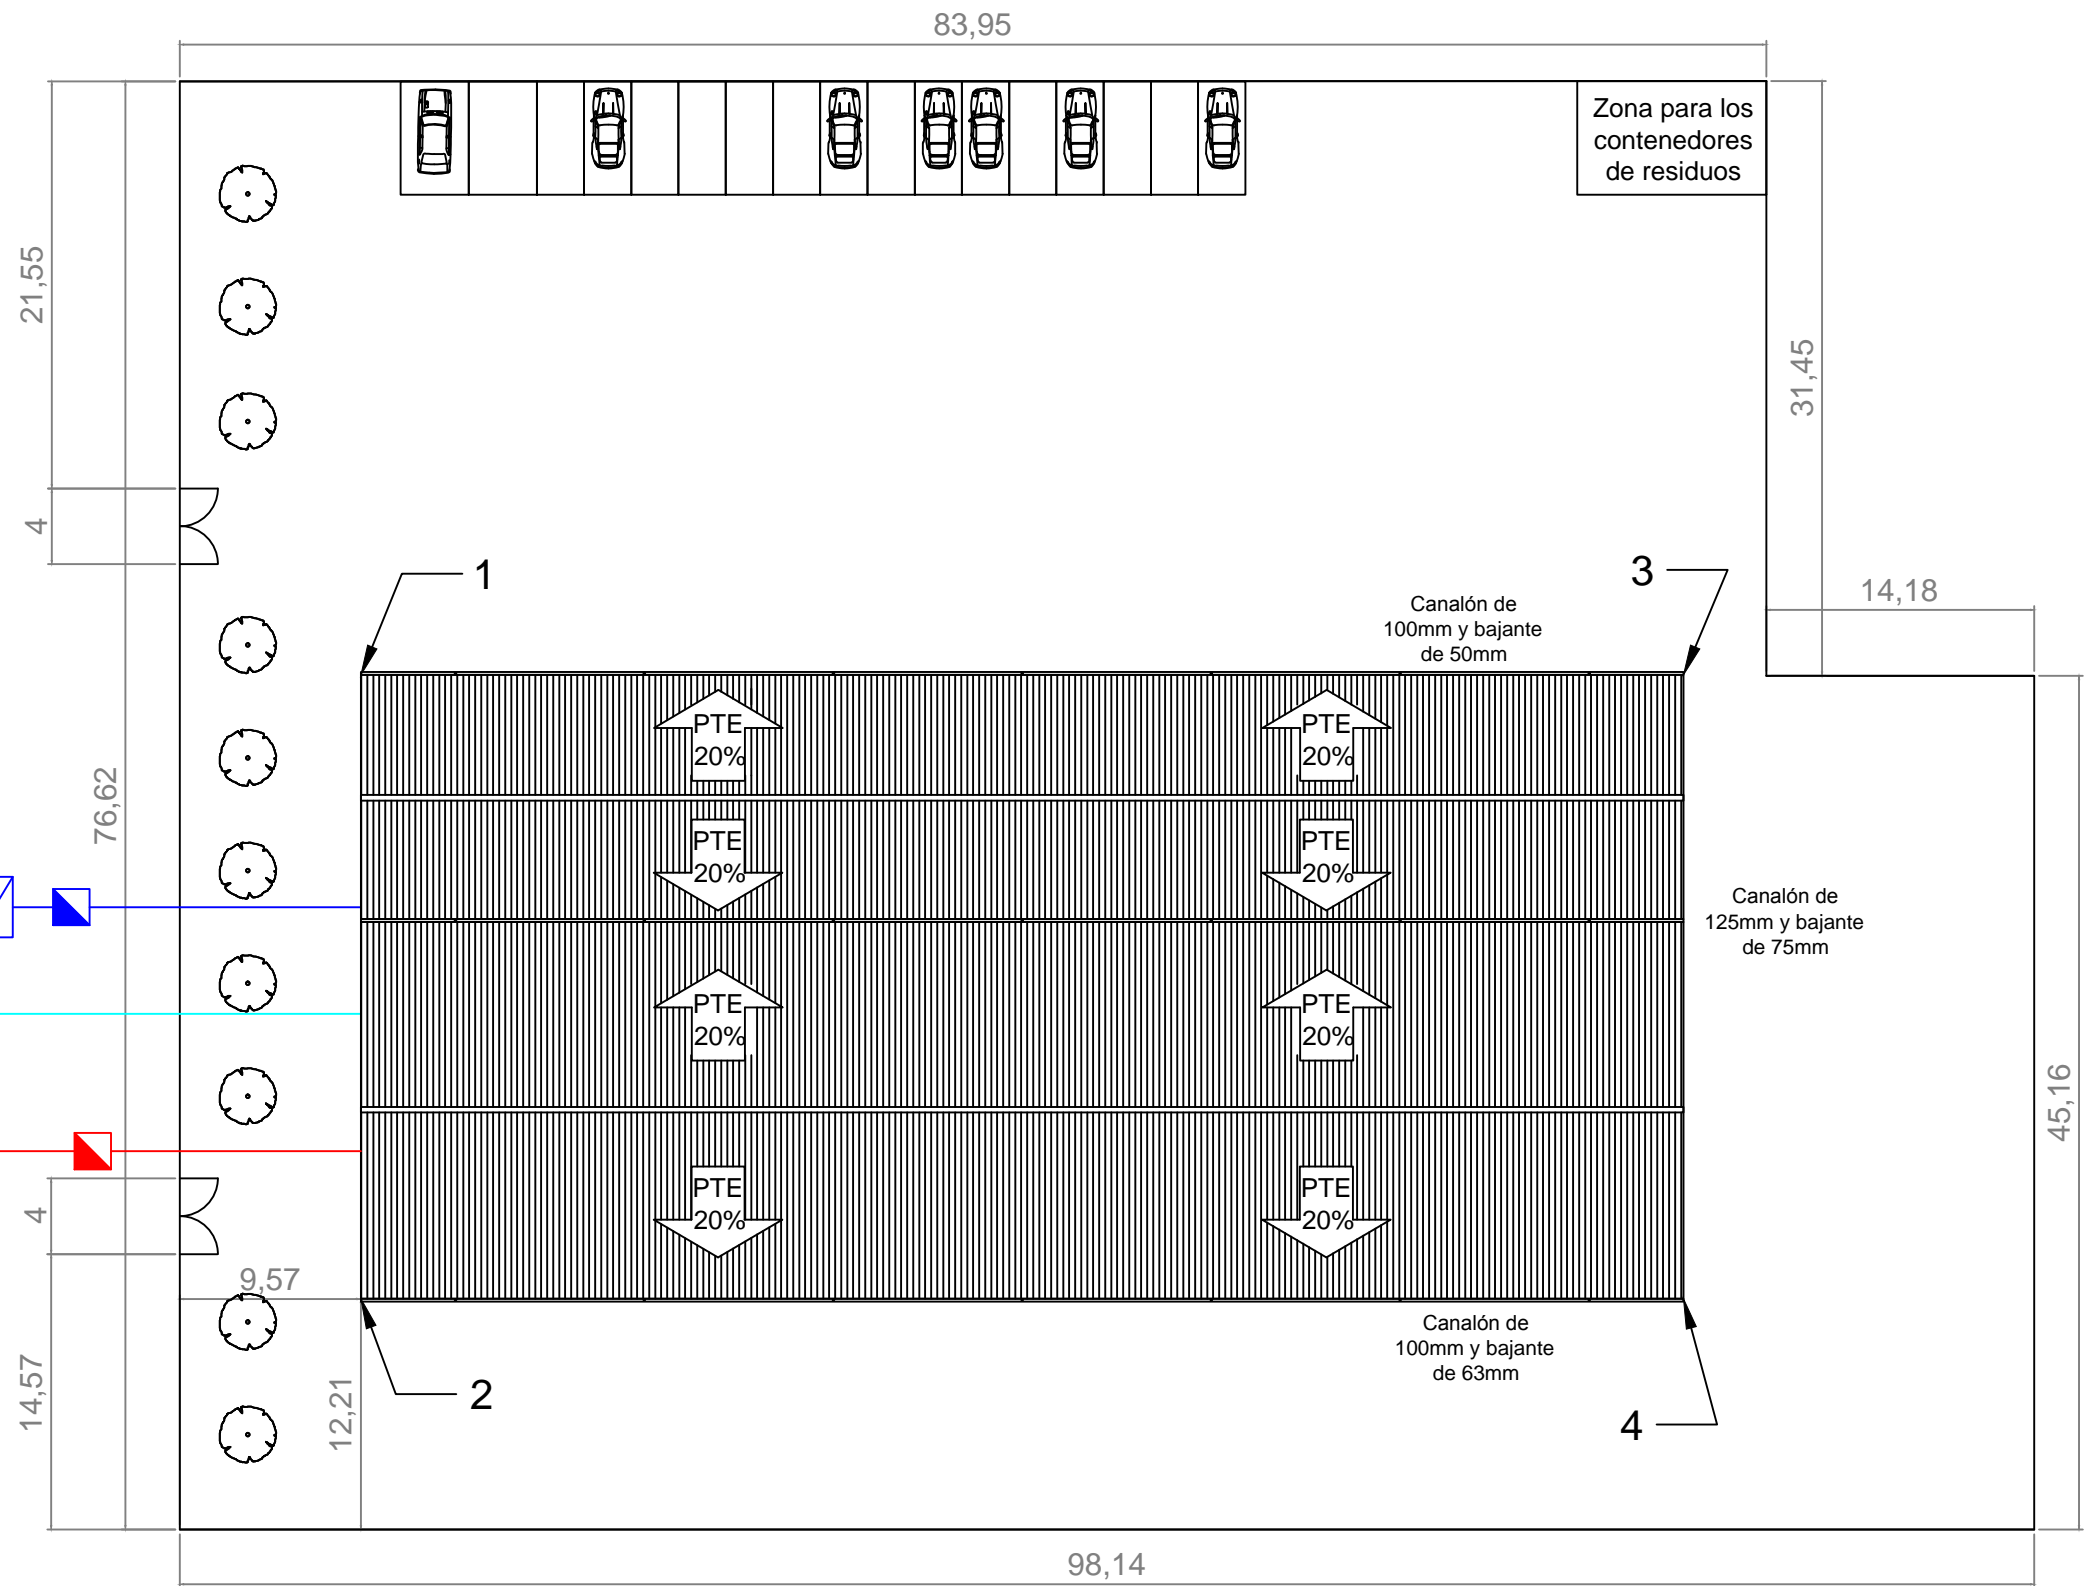 83,95
Zona para los
contenedores
de residuos
21,55
31,45
4
1
3
14,18
Canalón de
100mm y bajante
de 50mm
PTE
20%
PTE
20%
76,62
PTE
20%
PTE
20%
Canalón de
125mm y bajante
de 75mm
PTE
20%
PTE
20%
45,16
PTE
20%
PTE
20%
4
9,57
Canalón de
100mm y bajante
de 63mm
14,57
12,21
2
4
98,14